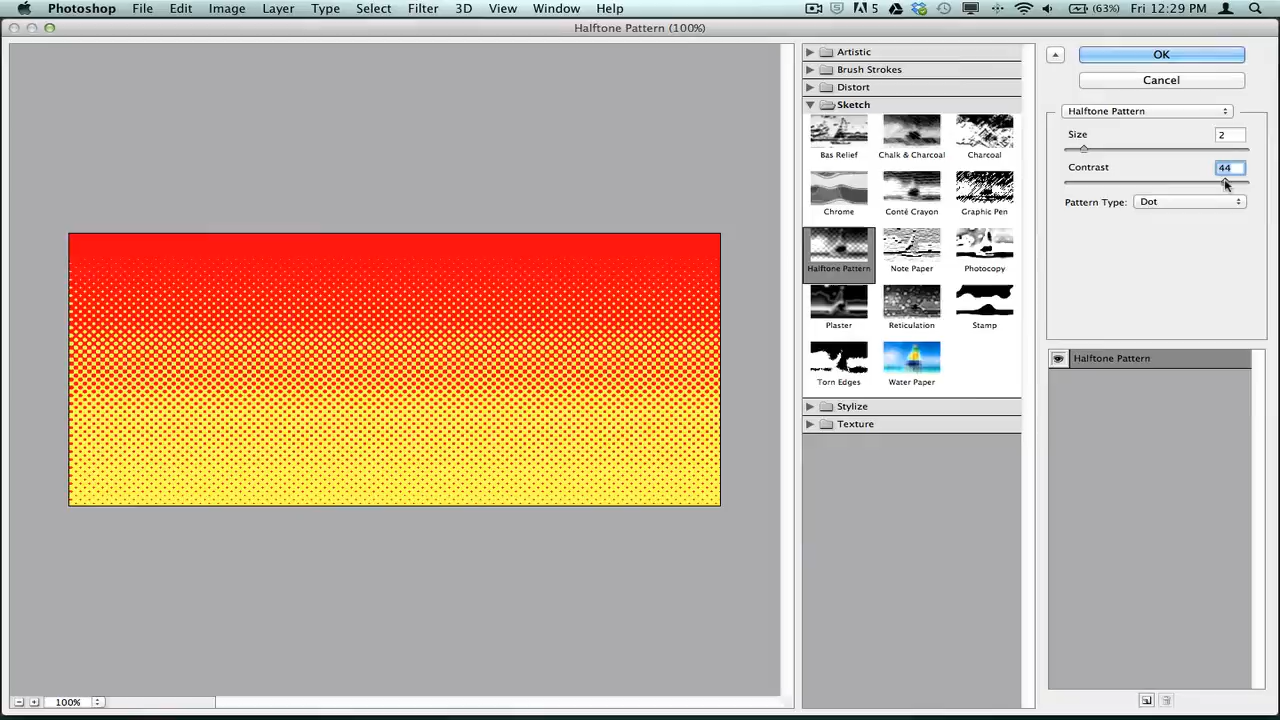 Photoshop File Edit Image Layer Type Select Filter 3D View Window Help 5 (63%) Fri 12:29 PM
Halftone Pattern (100%)
Artistic
Brush Strokes
Distort
Sketch
Bas Relief Chalk & Charcoal Charcoal
Chrome Conté Crayon Graphic Pen
Halftone Pattern Note Paper Photocopy
Plaster Reticulation Stamp
Torn Edges Water Paper
Stylize
Texture
OK
Cancel
Halftone Pattern
Size 2
Contrast 44
Pattern Type: Dot
Halftone Pattern
100%